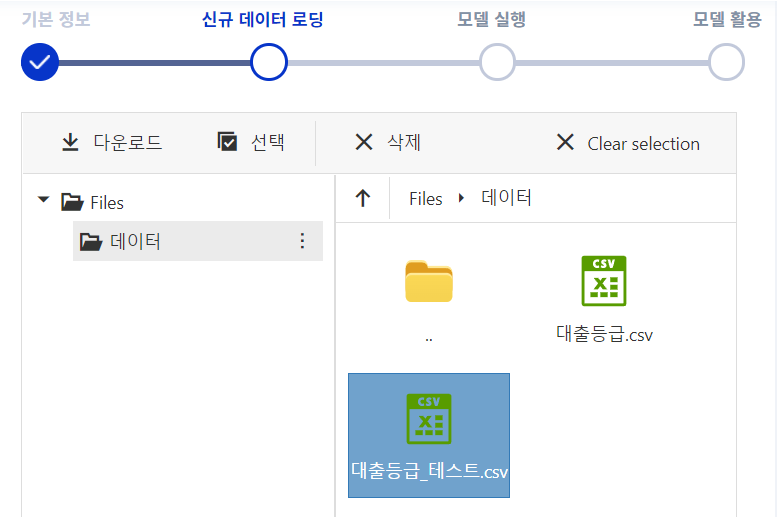 기본 정보
신규 데이터 로딩
모델 실행
모델 활용
다운로드
선택
삭제
Clear selection
Files
데이터
Files
데이터
..
CSV
대출등급.csv
CSV
대출등급_테스트.csv